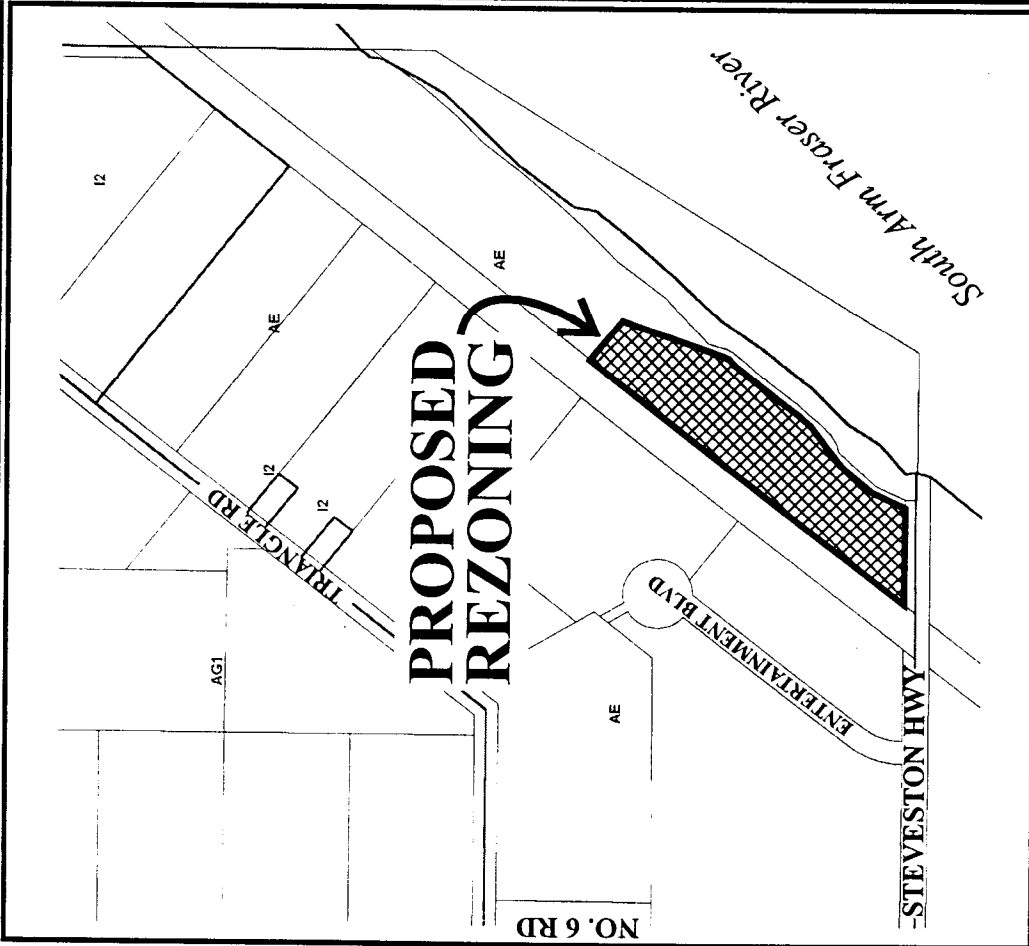 South Arm Fraser River
I2
AE
AE
PROPOSED
REZONING
I2
I2
TRIANGLE RD
AG1
ENTERTAINMENT BLVD
AE
STEVESTON HWY
NO. 6 RD